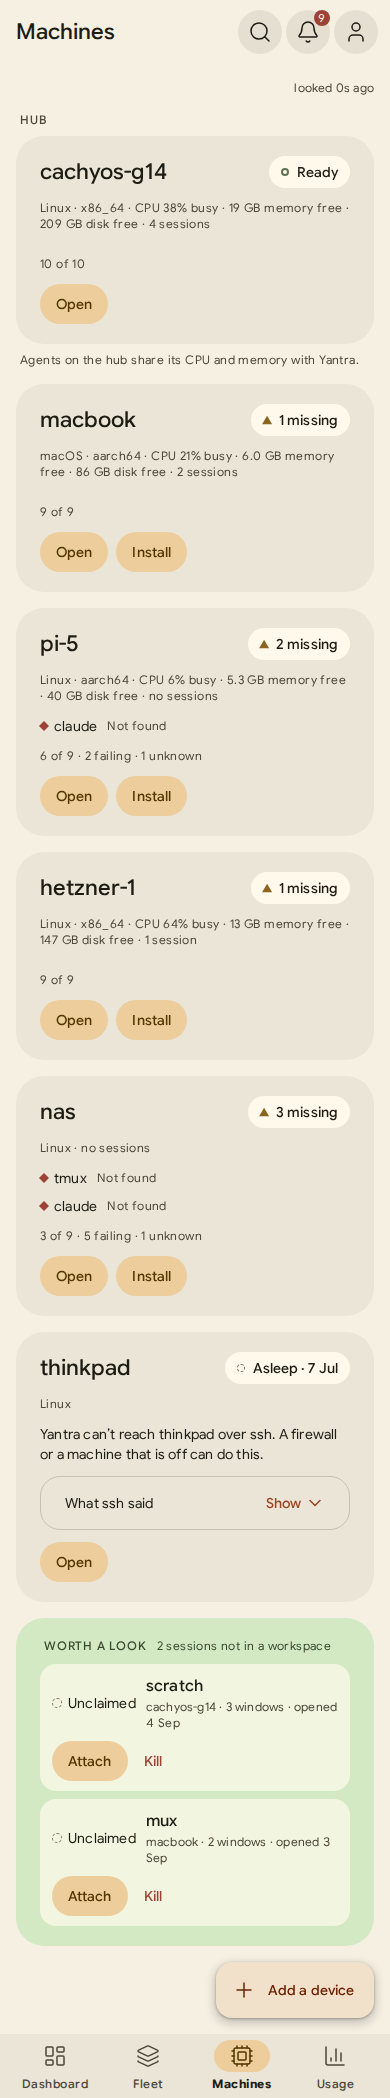 Machines
9
looked 0s ago
HUB
cachyos-g14
Ready
Linux · x86_64 · CPU 38% busy · 19 GB memory free ·
209 GB disk free · 4 sessions
10 of 10
Open
Agents on the hub share its CPU and memory with Yantra.
macbook
1 missing
macOS · aarch64 · CPU 21% busy · 6.0 GB memory
free · 86 GB disk free · 2 sessions
9 of 9
Open Install
pi-5
2 missing
Linux · aarch64 · CPU 6% busy · 5.3 GB memory free
· 40 GB disk free · no sessions
claude Not found
6 of 9 · 2 failing · 1 unknown
Open Install
hetzner-1
1 missing
Linux · x86_64 · CPU 64% busy · 13 GB memory free ·
147 GB disk free · 1 session
9 of 9
Open Install
nas
3 missing
Linux · no sessions
tmux Not found
claude Not found
3 of 9 · 5 failing · 1 unknown
Open Install
thinkpad
Asleep · 7 Jul
Linux
Yantra can’t reach thinkpad over ssh. A firewall
or a machine that is off can do this.
What ssh said Show
Open
WORTH A LOOK 2 sessions not in a workspace
Unclaimed
scratch
cachyos-g14 · 3 windows · opened
4 Sep
Attach Kill
Unclaimed
mux
macbook · 2 windows · opened 3
Sep
Attach Kill
Add a device
Dashboard Fleet Machines Usage